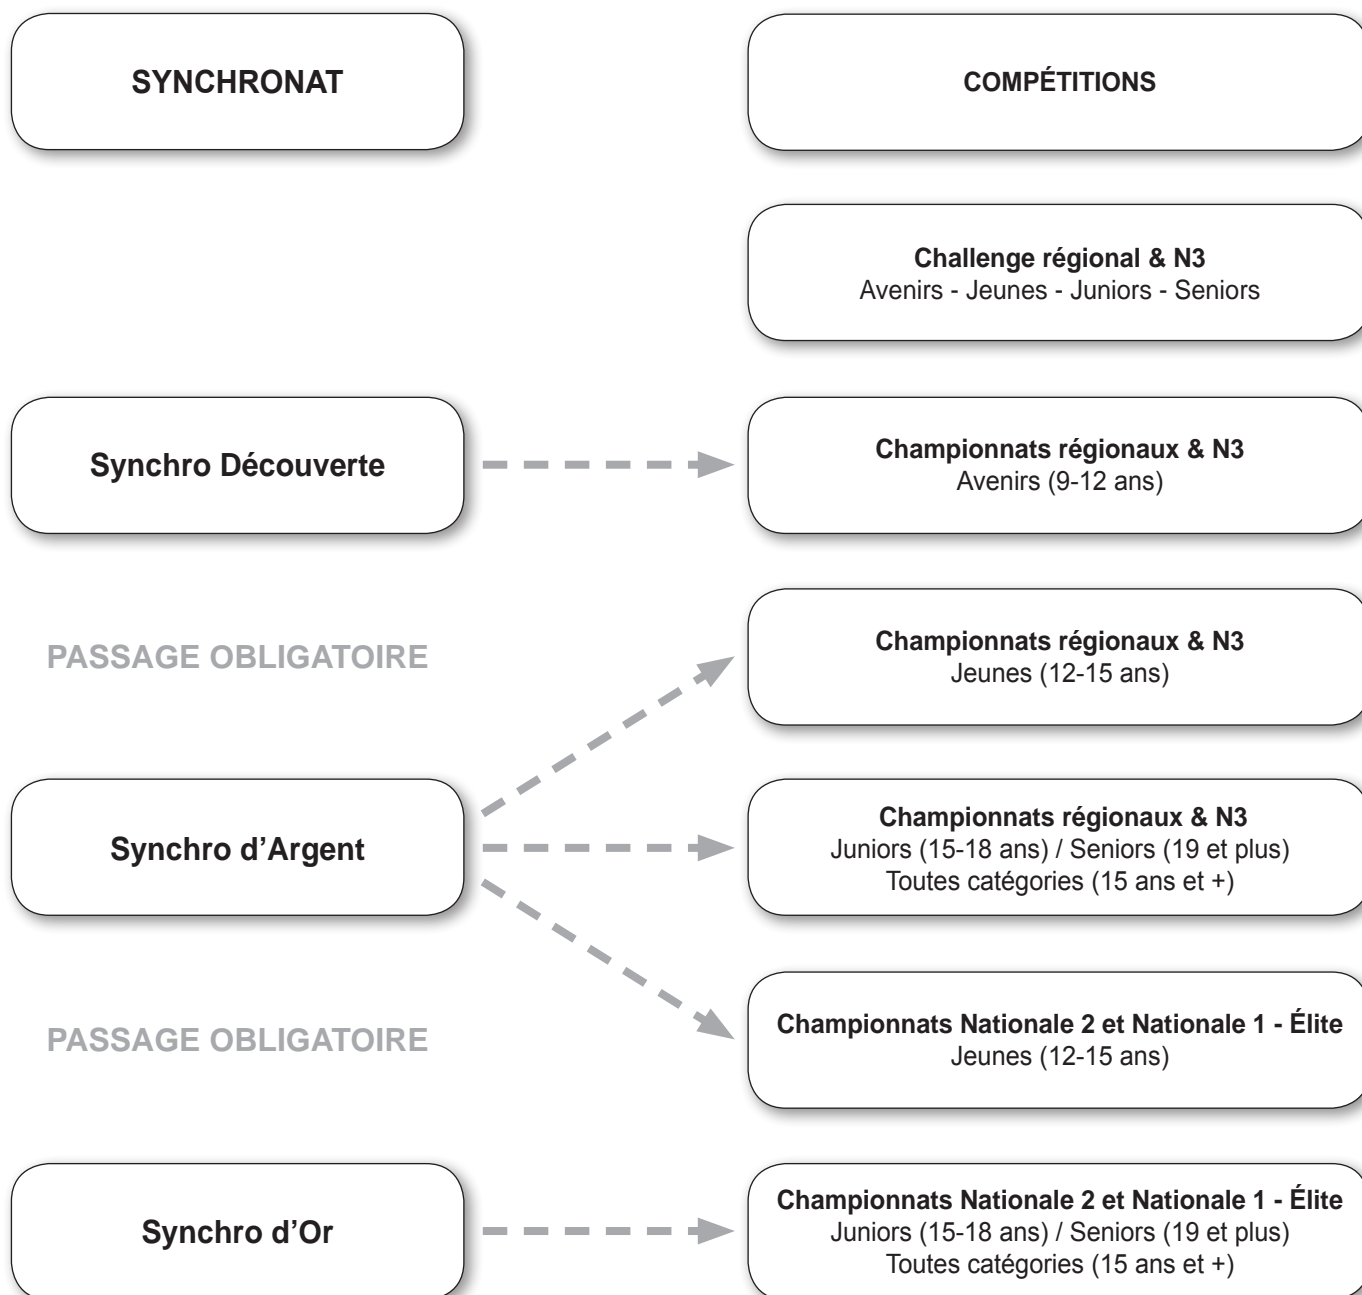 SYNCHRONAT
COMPÉTITIONS
Challenge régional & N3
Avenirs - Jeunes - Juniors - Seniors
Synchro Découverte
Championnats régionaux & N3
Avenirs (9-12 ans)
PASSAGE OBLIGATOIRE
Championnats régionaux & N3
Jeunes (12-15 ans)
Synchro d’Argent
Championnats régionaux & N3
Juniors (15-18 ans) / Seniors (19 et plus)
Toutes catégories (15 ans et +)
PASSAGE OBLIGATOIRE
Championnats Nationale 2 et Nationale 1 - Élite
Jeunes (12-15 ans)
Synchro d’Or
Championnats Nationale 2 et Nationale 1 - Élite
Juniors (15-18 ans) / Seniors (19 et plus)
Toutes catégories (15 ans et +)